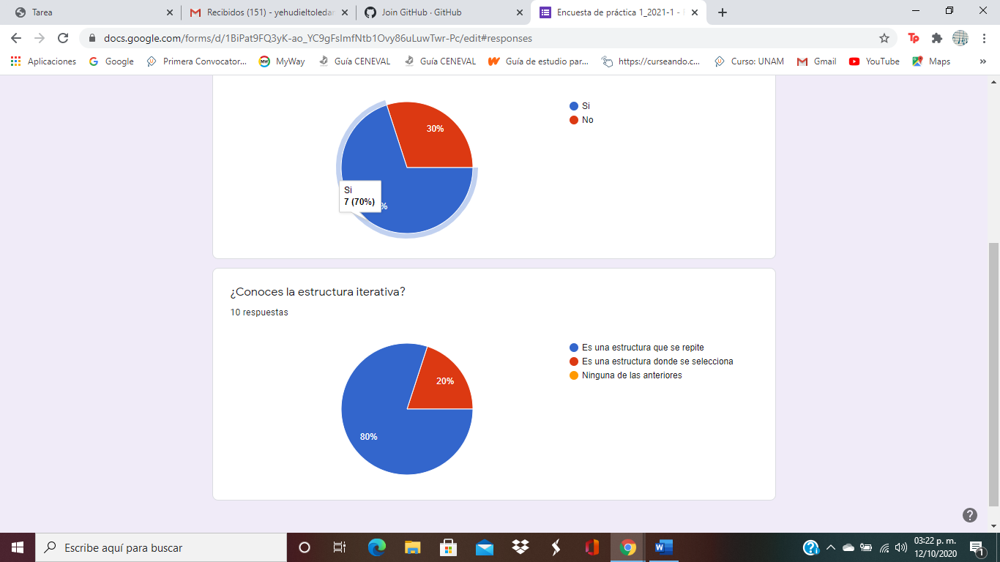 Tarea
Recibidos (151) - yehudieltoledan
Join GitHub · GitHub
Encuesta de práctica 1_2021-1 -
docs.google.com/forms/d/1BiPat9FQ3yK-ao_YC9gFsImfNtb1Ovy86uLuwTwr-Pc/edit#responses
Aplicaciones
Google
Primera Convocator...
MyWay
Guía CENEVAL
Guía CENEVAL
Guía de estudio par...
https://curseando.c...
Curso: UNAM
Gmail
YouTube
Maps
30%
Si
7 (70%)
%
Si
No
¿Conoces la estructura iterativa?
10 respuestas
20%
80%
Es una estructura que se repite
Es una estructura donde se selecciona
Ninguna de las anteriores
Escribe aquí para buscar
03:22 p. m.
12/10/2020
1